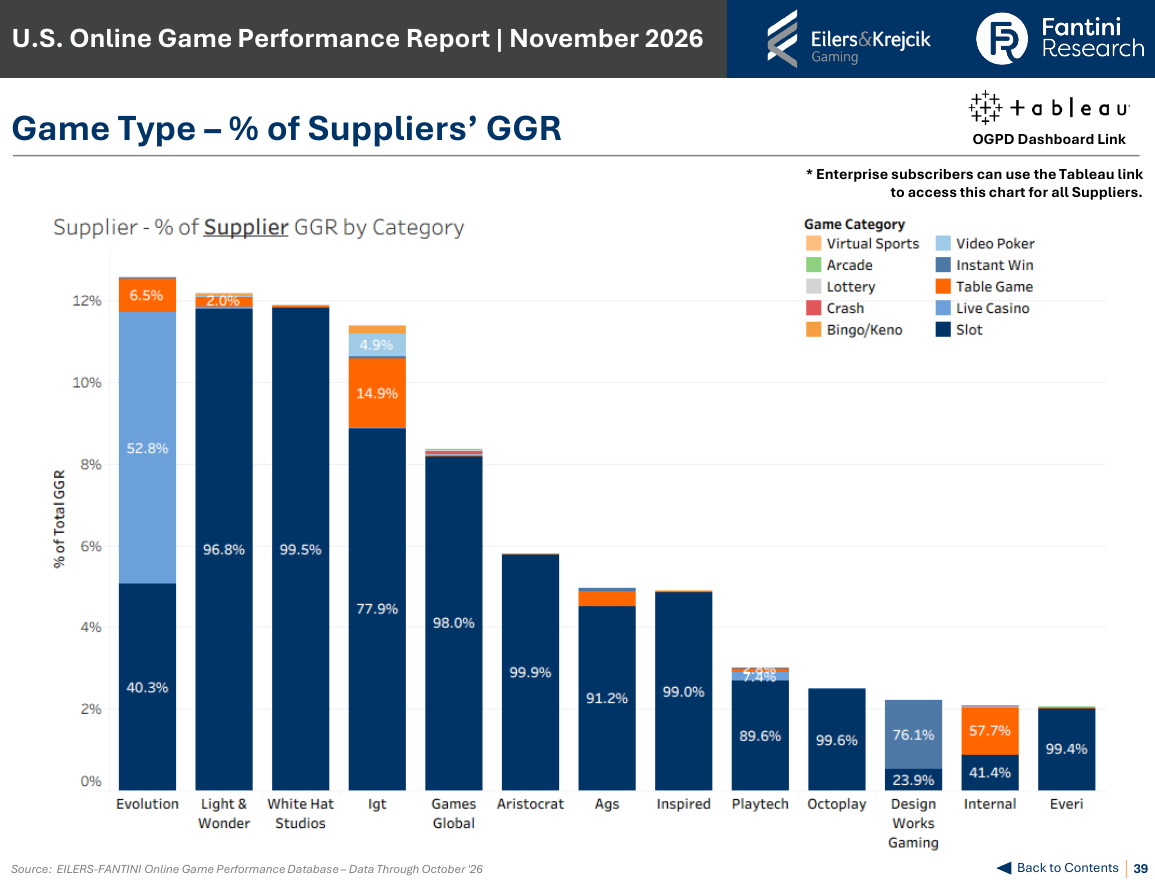 U.S. Online Game Performance Report | November 2026
Eilers&Krejcik
Gaming
Fantini
Research
Game Type – % of Suppliers’ GGR
+ a b l e a u
OGPD Dashboard Link
* Enterprise subscribers can use the Tableau link
to access this chart for all Suppliers.
Supplier - % of Supplier GGR by Category
Game Category
Virtual Sports
Video Poker
Arcade
Instant Win
Lottery
Table Game
Crash
Live Casino
Bingo/Keno
Slot
% of Total GGR
12%
10%
8%
6%
4%
2%
0%
6.5%
52.8%
40.3%
2.0%
96.8%
99.5%
4.9%
14.9%
77.9%
98.0%
99.9%
91.2%
99.0%
7.4%
89.6%
99.6%
76.1%
23.9%
57.7%
41.4%
99.4%
Evolution
Light &
Wonder
White Hat
Studios
Igt
Games
Global
Aristocrat
Ags
Inspired
Playtech
Octoplay
Design
Works
Gaming
Internal
Everi
Source: EILERS-FANTINI Online Game Performance Database – Data Through October '26
Back to Contents
39